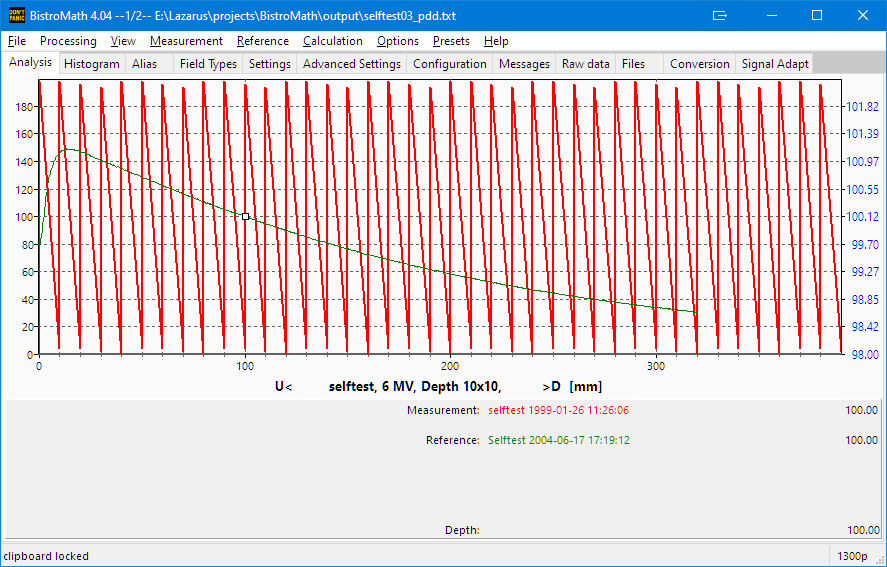 DON'T PANIC
BistroMath 4.04 --1/2-- E:\Lazarus\projects\BistroMath\output\selftest03_pdd.txt
File Processing View Measurement Reference Calculation Options Presets Help
Analysis Histogram Alias Field Types Settings Advanced Settings Configuration Messages Raw data Files Conversion Signal Adapt
180 101.82
160 101.39
140 100.97
120 100.55
100 100.12
80 99.70
60 99.27
40 98.85
20 98.42
0 98.00
0 100 200 300
U< selftest, 6 MV, Depth 10x10, >D [mm]
Measurement: selftest 1999-01-26 11:26:06 100.00
Reference: Selftest 2004-06-17 17:19:12 100.00
Depth: 100.00
clipboard locked 1300p